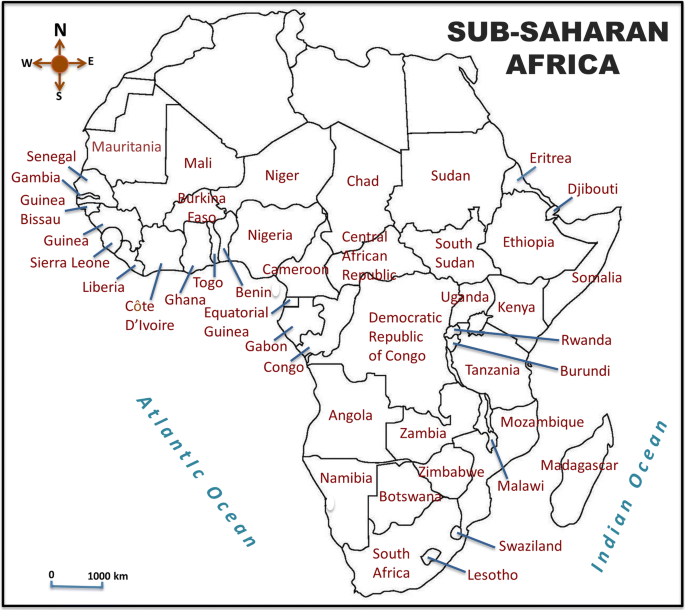 SUB-SAHARAN
AFRICA
N
W
E
S
Mauritania
Senegal
Gambia
Guinea
Bissau
Guinea
Sierra Leone
Liberia
Côte
D'Ivoire
Ghana
Togo
Benin
Mali
Burkina
Faso
Niger
Nigeria
Chad
Sudan
Eritrea
Djibouti
Ethiopia
Somalia
South
Sudan
Central
African
Republic
Cameroon
Equatorial
Guinea
Gabon
Congo
Democratic
Republic
of Congo
Uganda
Kenya
Rwanda
Burundi
Tanzania
Angola
Zambia
Mozambique
Malawi
Madagascar
Zimbabwe
Namibia
Botswana
Swaziland
South
Africa
Lesotho
Atlantic Ocean
Indian Ocean
0
1000 km